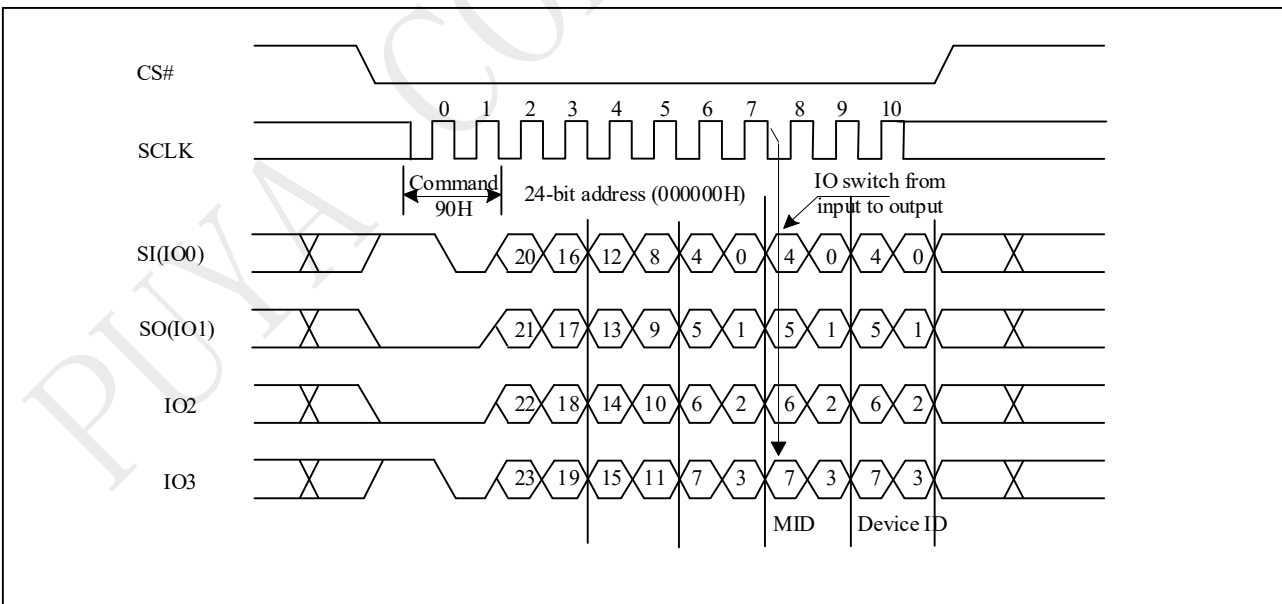 PUYA CO
CS#
0 1 2 3 4 5 6 7 8 9 10
SCLK
Command
90H
24-bit address (000000H)
IO switch from
input to output
SI(IO0)
20 16 12 8 4 0 4 0 4 0
SO(IO1)
21 17 13 9 5 1 5 1 5 1
IO2
22 18 14 10 6 2 6 2 6 2
IO3
23 19 15 11 7 3 7 3 7 3
MID Device ID